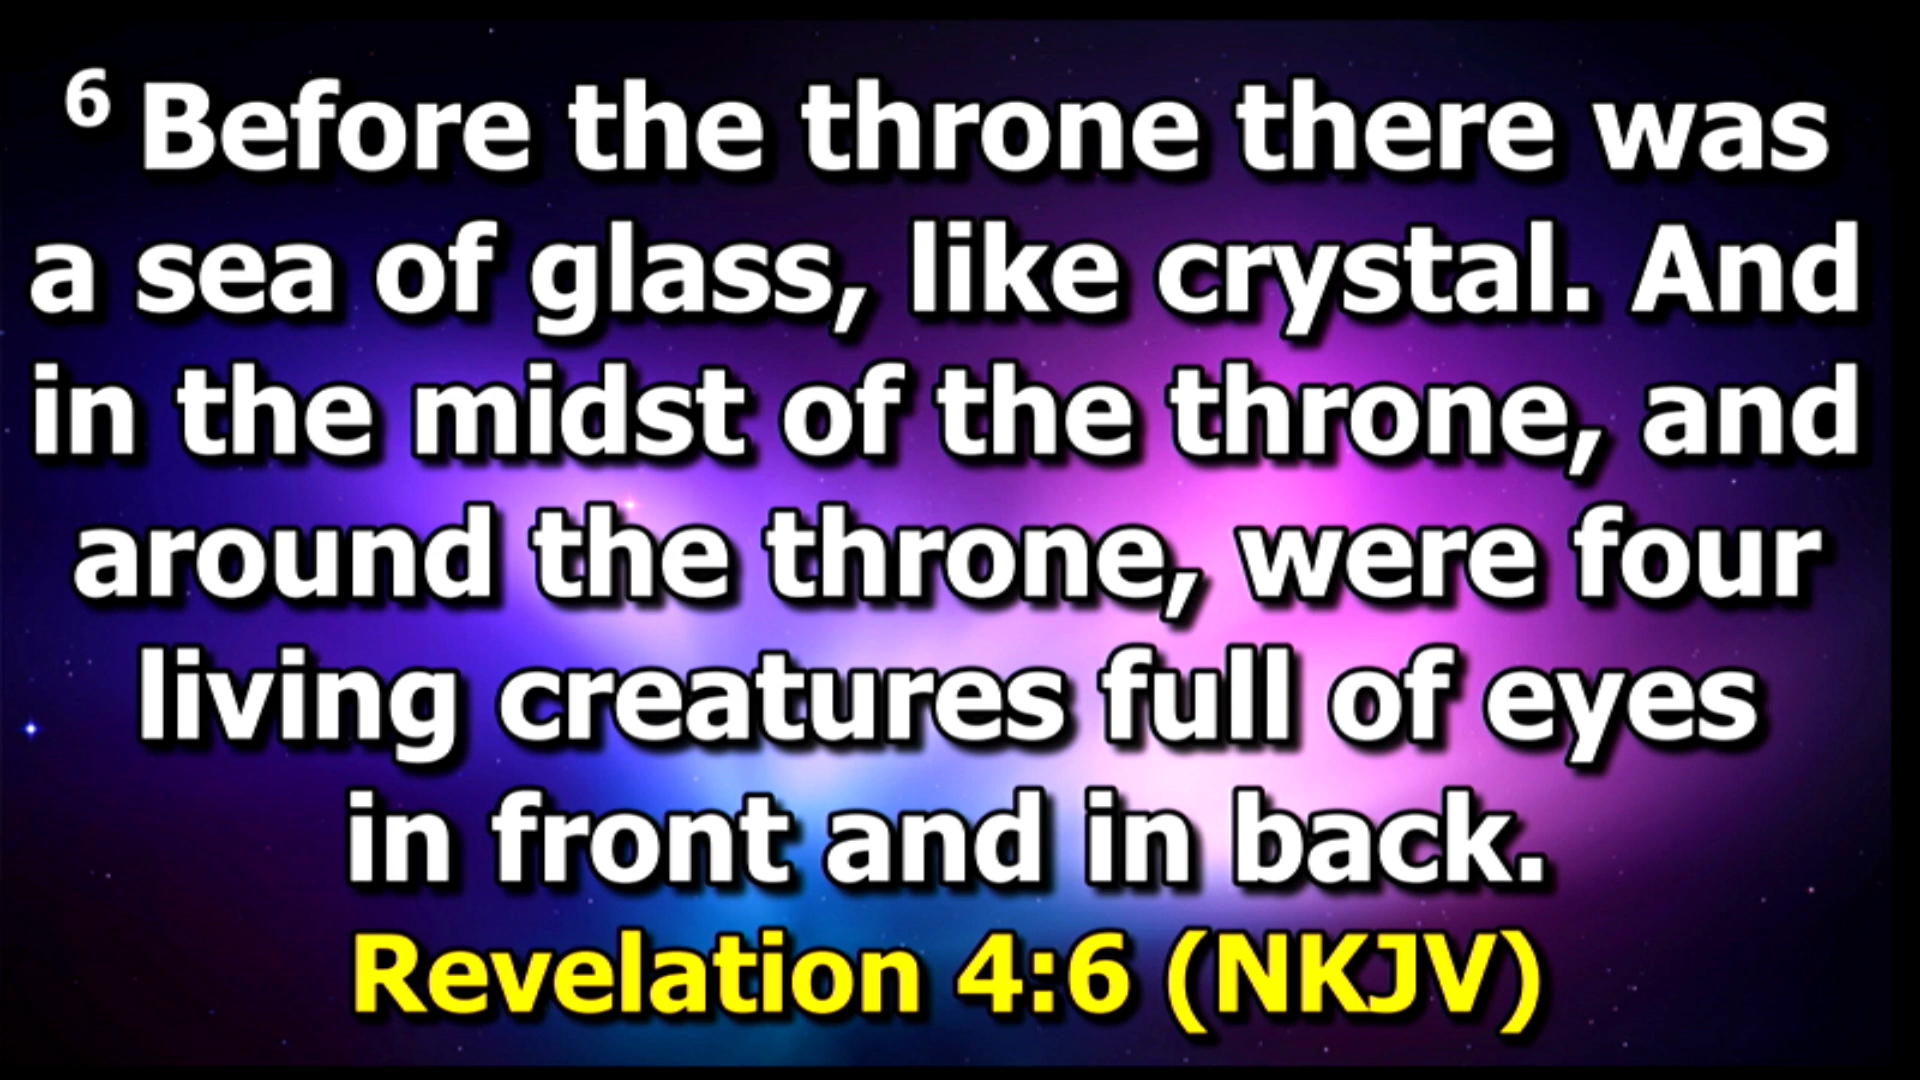 6 Before the throne there was
a sea of glass, like crystal. And
in the midst of the throne, and
around the throne, were four
living creatures full of eyes
in front and in back.
Revelation 4:6 (NKJV)